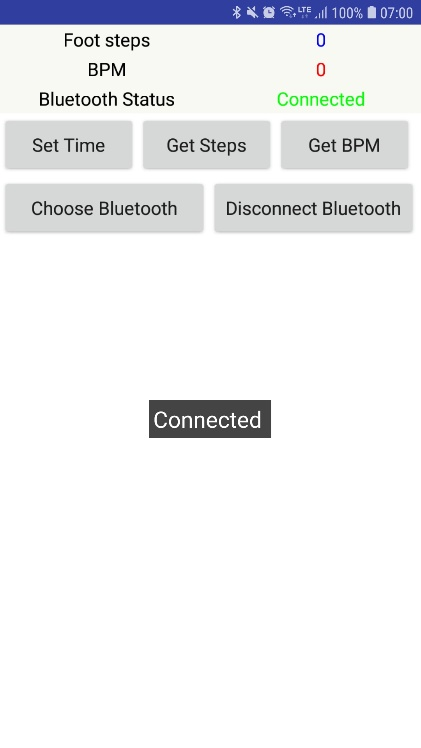 LTE 100% 07:00
Foot steps 0
BPM 0
Bluetooth Status Connected
Set Time Get Steps Get BPM
Choose Bluetooth Disconnect Bluetooth
Connected